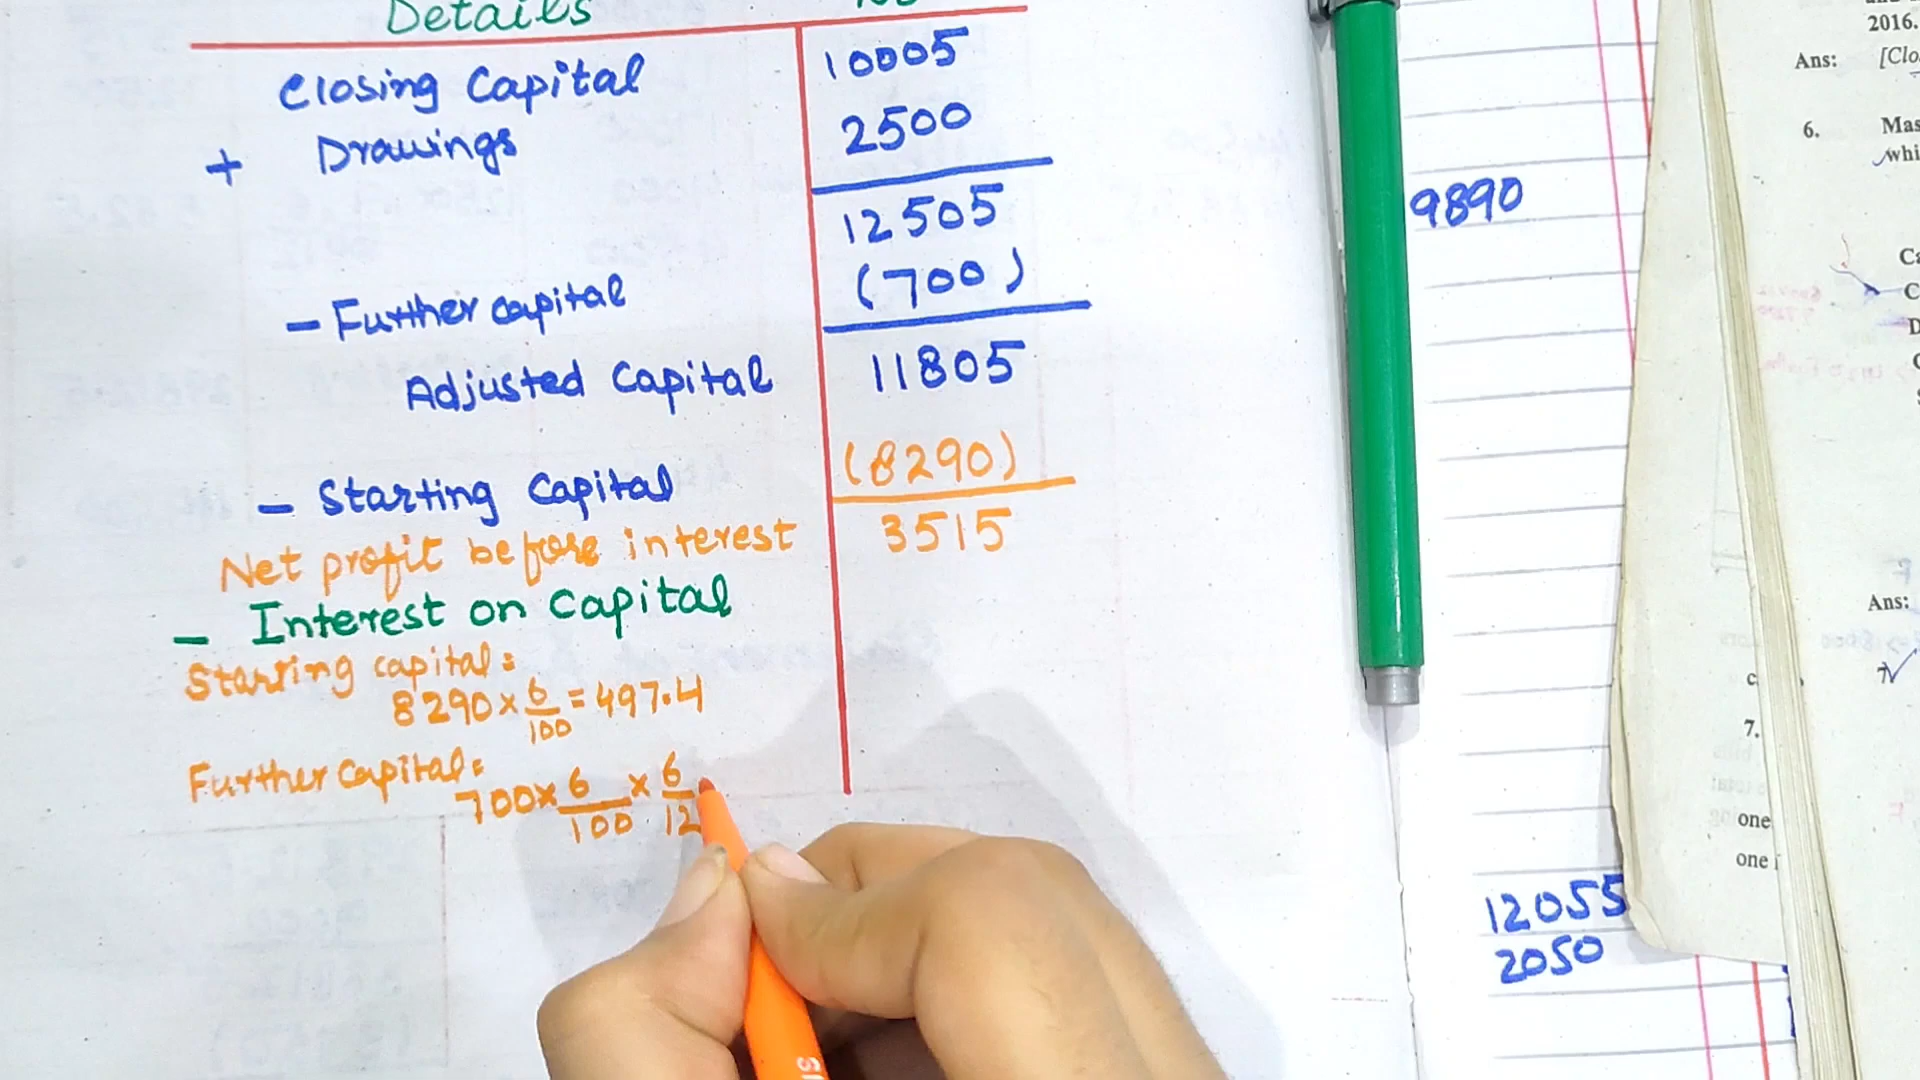 Details
Closing Capital 10005
+ Drawings 2500
12505
- Further capital (700)
Adjusted Capital 11805
- Starting Capital (8290)
Net profit before interest 3515
- Interest on Capital
Starting capital=
8290×6/100=497.4
Further capital=
700×6/100×6/12
9890
12055
2050
2016.
Ans:
6.
Ans:
7.
one
one